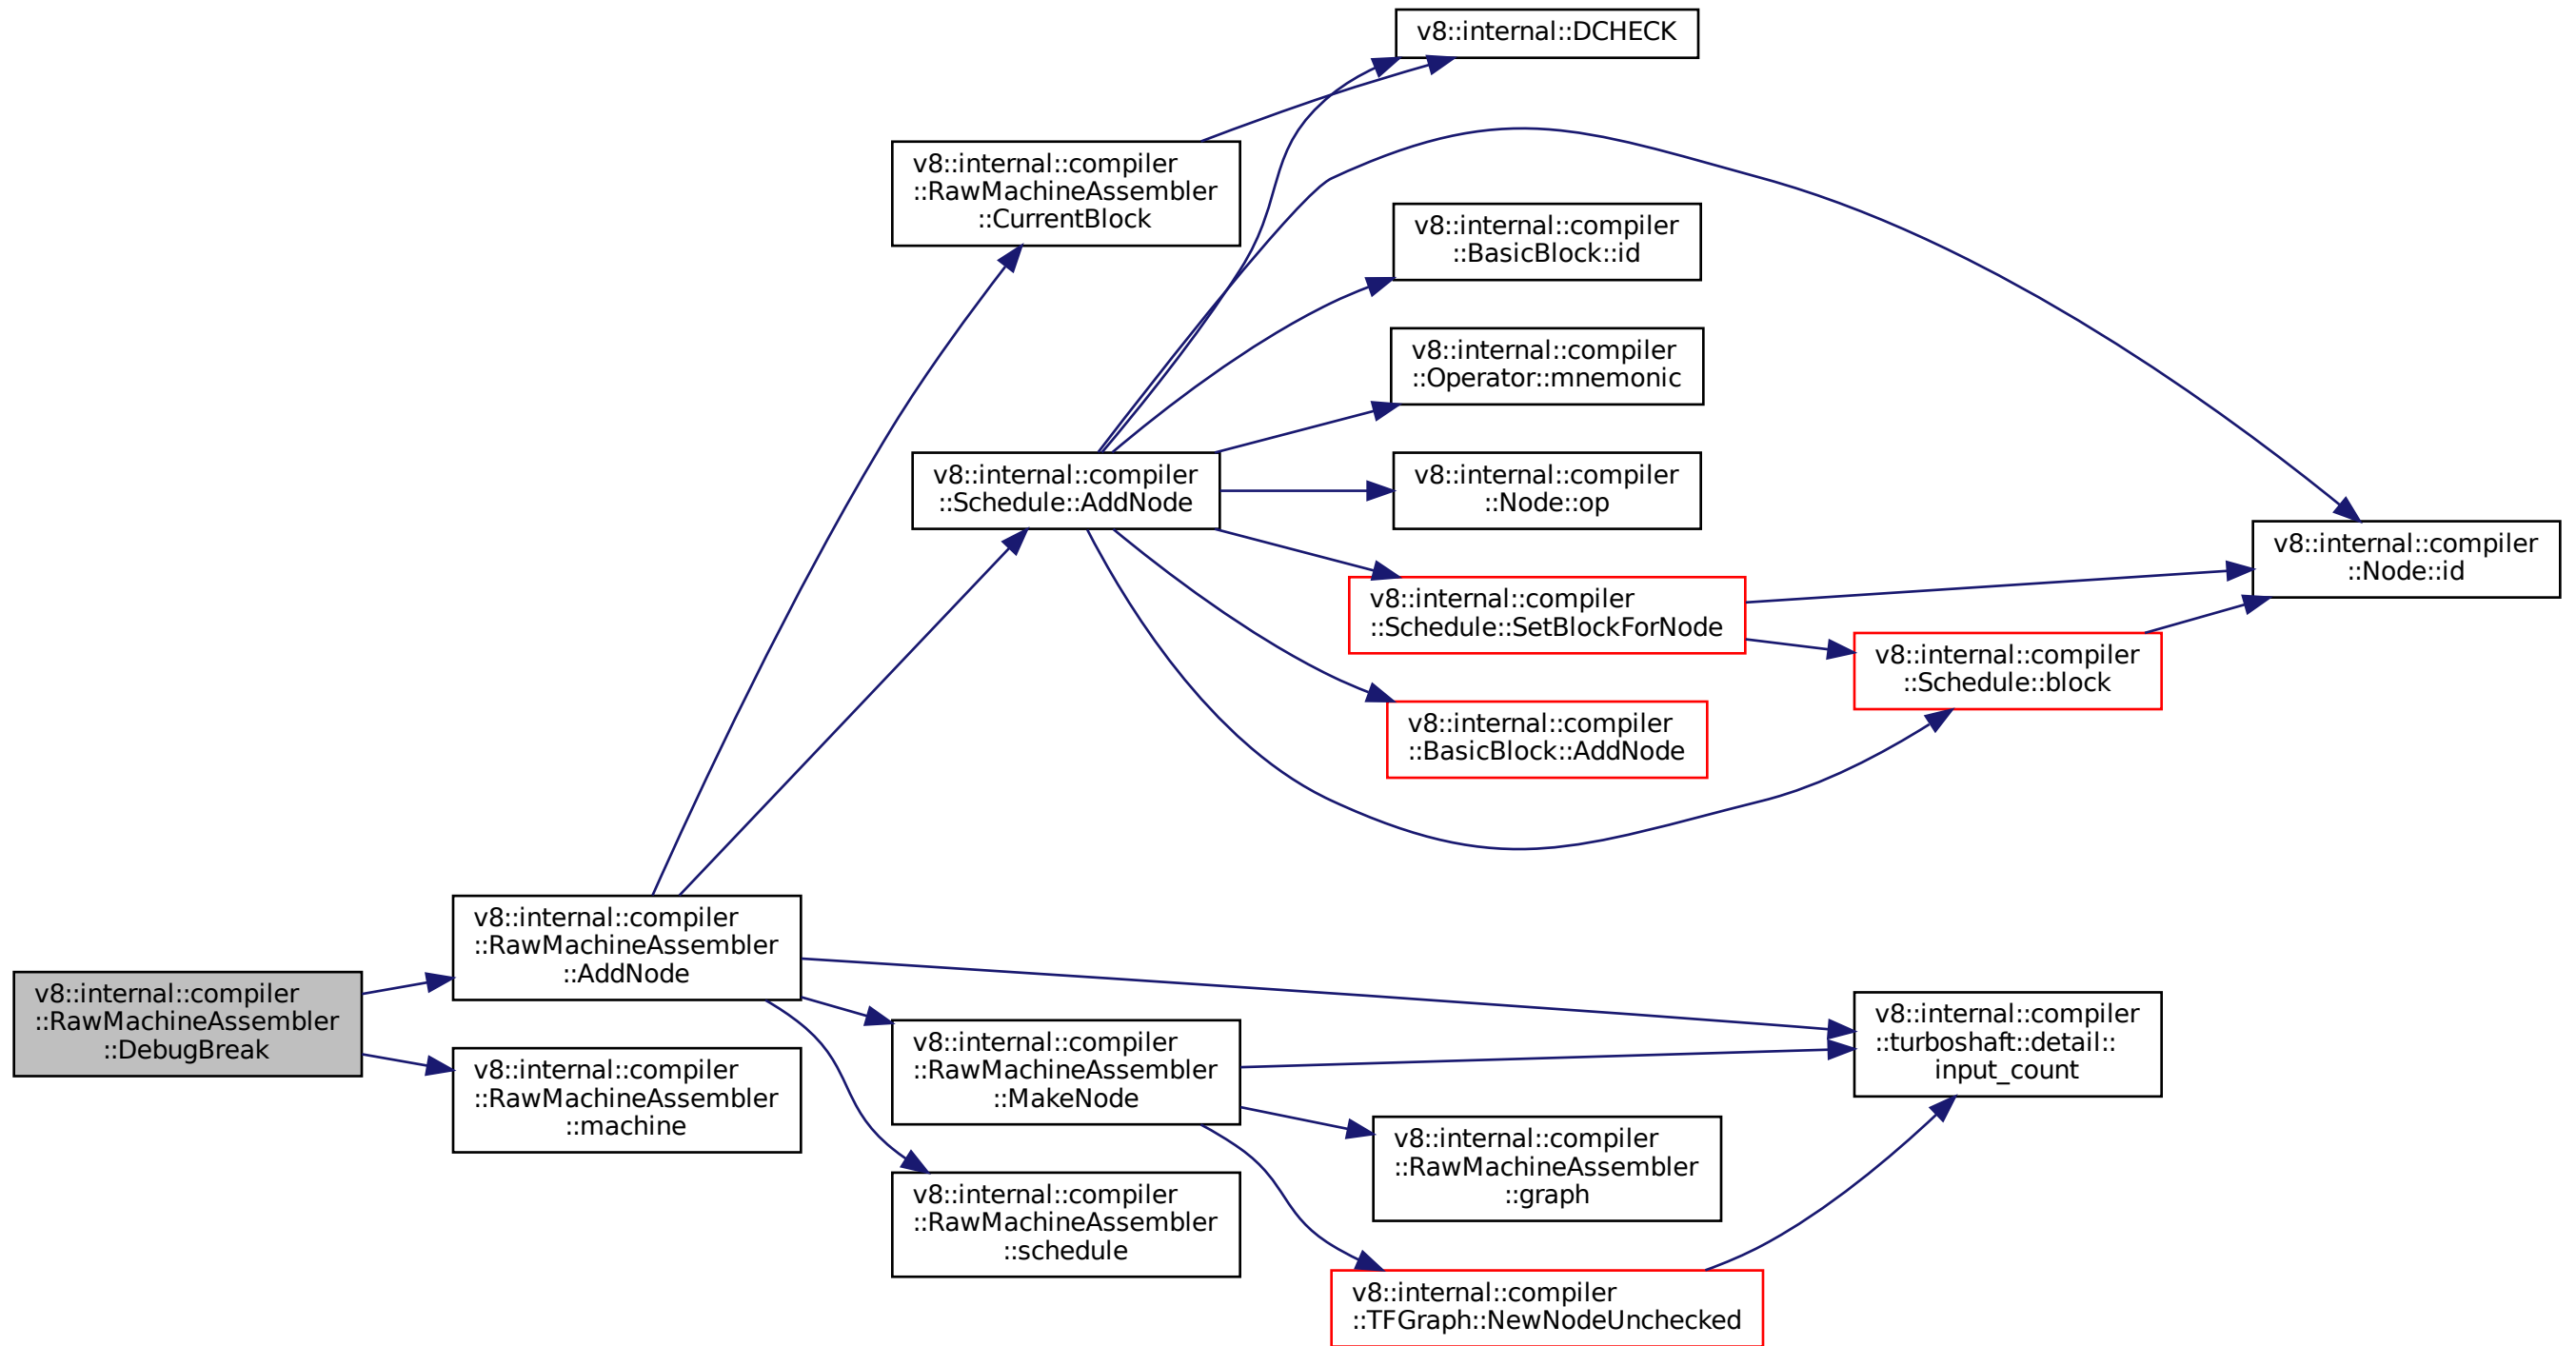 v8::internal::DCHECK
v8::internal::compiler
::RawMachineAssembler
::CurrentBlock
v8::internal::compiler
::BasicBlock::id
v8::internal::compiler
::Operator::mnemonic
v8::internal::compiler
::Schedule::AddNode
v8::internal::compiler
::Node::op
v8::internal::compiler
::Node::id
v8::internal::compiler
::Schedule::SetBlockForNode
v8::internal::compiler
::Schedule::block
v8::internal::compiler
::BasicBlock::AddNode
v8::internal::compiler
::RawMachineAssembler
::AddNode
v8::internal::compiler
::RawMachineAssembler
::DebugBreak
v8::internal::compiler
::turboshaft::detail::
input_count
v8::internal::compiler
::RawMachineAssembler
::MakeNode
v8::internal::compiler
::RawMachineAssembler
::machine
v8::internal::compiler
::RawMachineAssembler
::graph
v8::internal::compiler
::RawMachineAssembler
::schedule
v8::internal::compiler
::TFGraph::NewNodeUnchecked